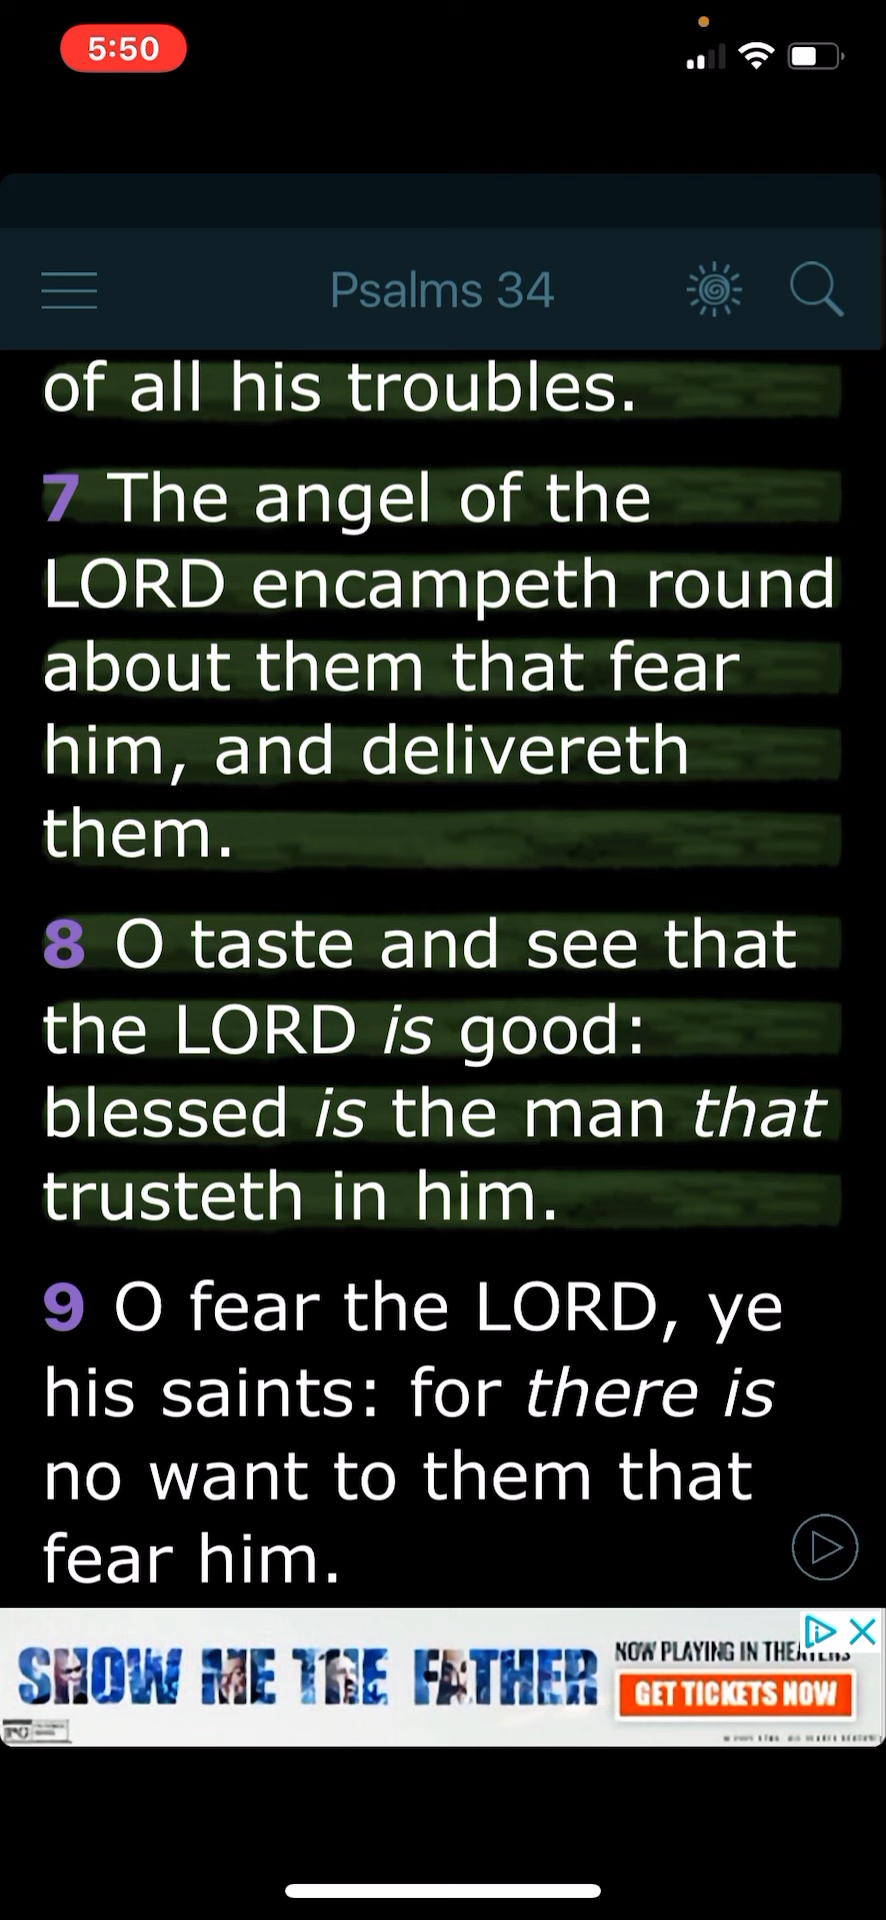 5:50
Psalms 34
of all his troubles.
7 The angel of the
LORD encampeth round
about them that fear
him, and delivereth
them.
8 O taste and see that
the LORD is good:
blessed is the man that
trusteth in him.
9 O fear the LORD, ye
his saints: for there is
no want to them that
fear him.
SHOW ME THE FATHER
NOW PLAYING IN THEATERS
GET TICKETS NOW
PG